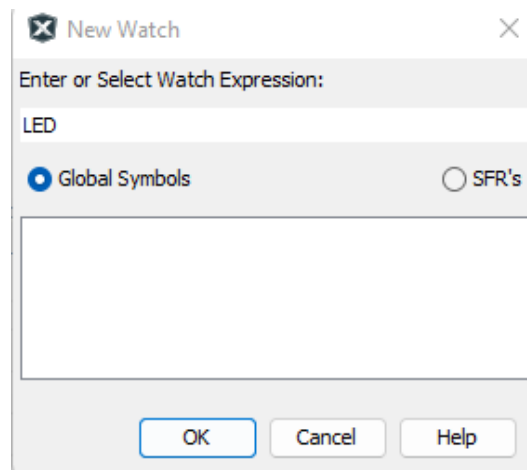 New Watch
Enter or Select Watch Expression:
LED
Global Symbols
SFR's
OK
Cancel
Help